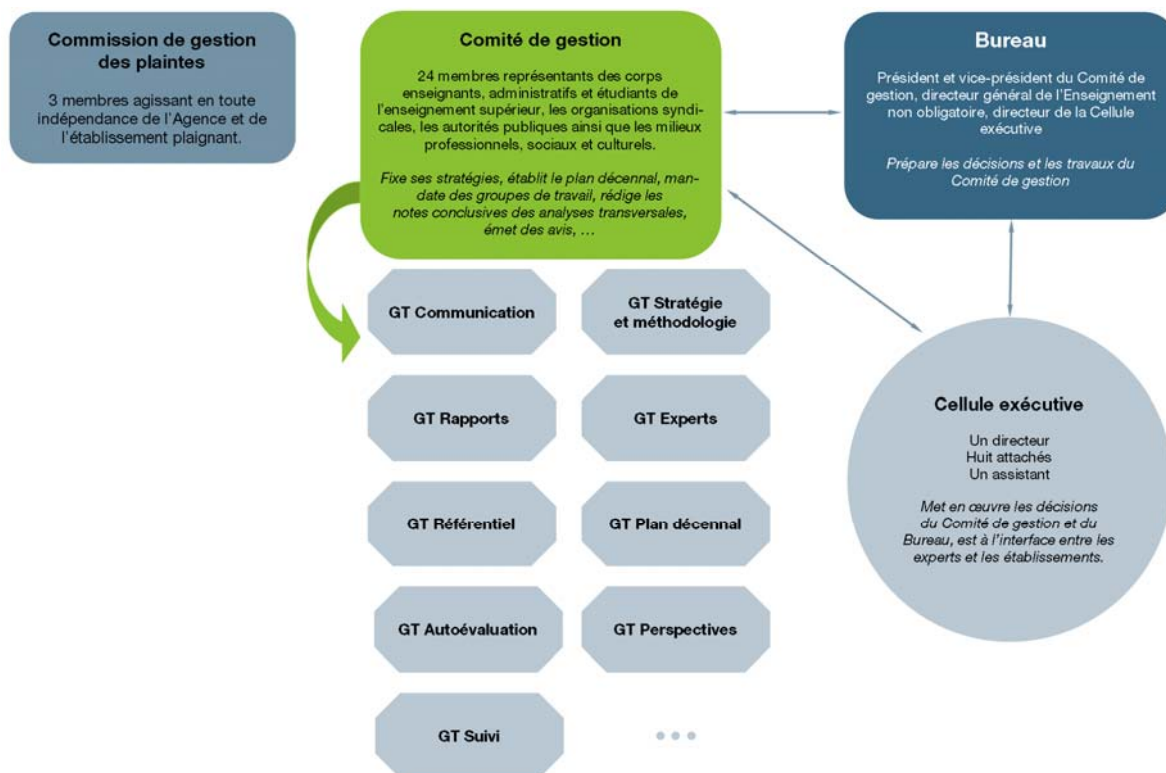 Commission de gestion
des plaintes
3 membres agissant en toute
indépendance de l'Agence et de
l'établissement plaignant.
Comité de gestion
24 membres représentants des corps
enseignants, administratifs et étudiants de
l'enseignement supérieur, les organisations syndi-
cales, les autorités publiques ainsi que les milieux
professionnels, sociaux et culturels.
Fixe ses stratégies, établit le plan décennal, man-
date des groupes de travail, rédige les
notes conclusives des analyses transversales,
émet des avis, …
Bureau
Président et vice-président du Comité de
gestion, directeur général de l'Enseignement
non obligatoire, directeur de la Cellule
exécutive
Prépare les décisions et les travaux du
Comité de gestion
GT Communication
GT Stratégie
et méthodologie
GT Rapports
GT Experts
GT Référentiel
GT Plan décennal
GT Autoévaluation
GT Perspectives
GT Suivi
Cellule exécutive
Un directeur
Huit attachés
Un assistant
Met en œuvre les décisions
du Comité de gestion et du
Bureau, est à l'interface entre les
experts et les établissements.